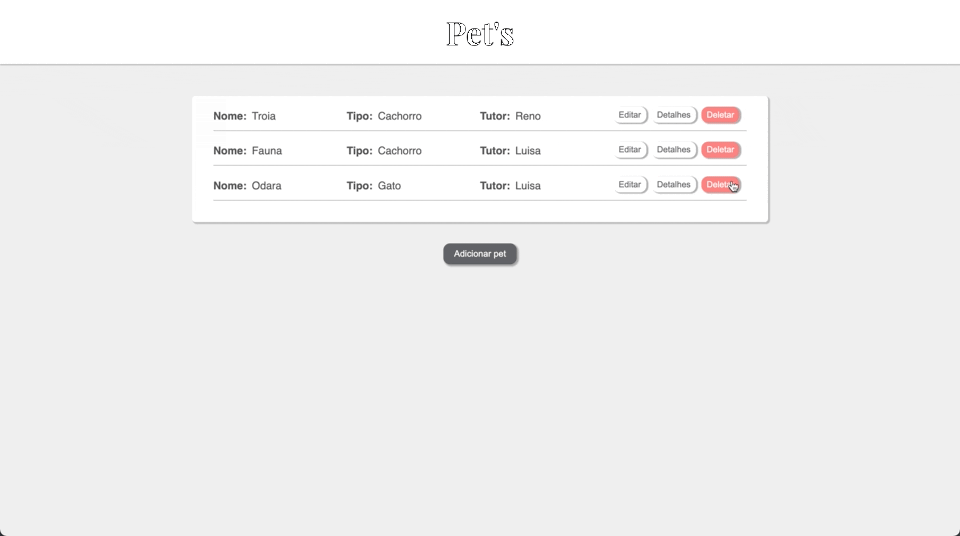 Pet's
Nome: Troia Tipo: Cachorro Tutor: Reno Editar Detalhes Deletar
Nome: Fauna Tipo: Cachorro Tutor: Luisa Editar Detalhes Deletar
Nome: Odara Tipo: Gato Tutor: Luisa Editar Detalhes Deletar
Adicionar pet